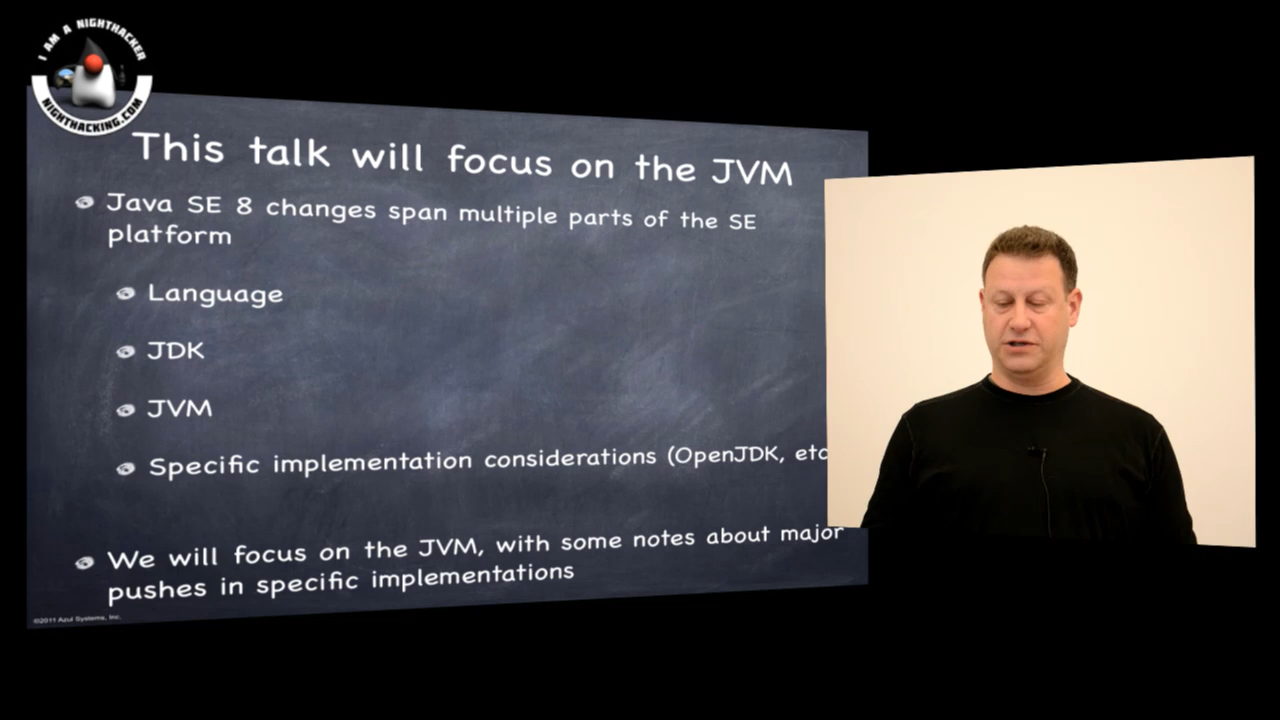 I AM A NIGHTHACKER
NIGHTHACKING.COM
This talk will focus on the JVM
Java SE 8 changes span multiple parts of the SE
platform
Language
JDK
JVM
Specific implementation considerations (OpenJDK, etc
We will focus on the JVM, with some notes about major
pushes in specific implementations
©2011 Azul Systems, Inc.